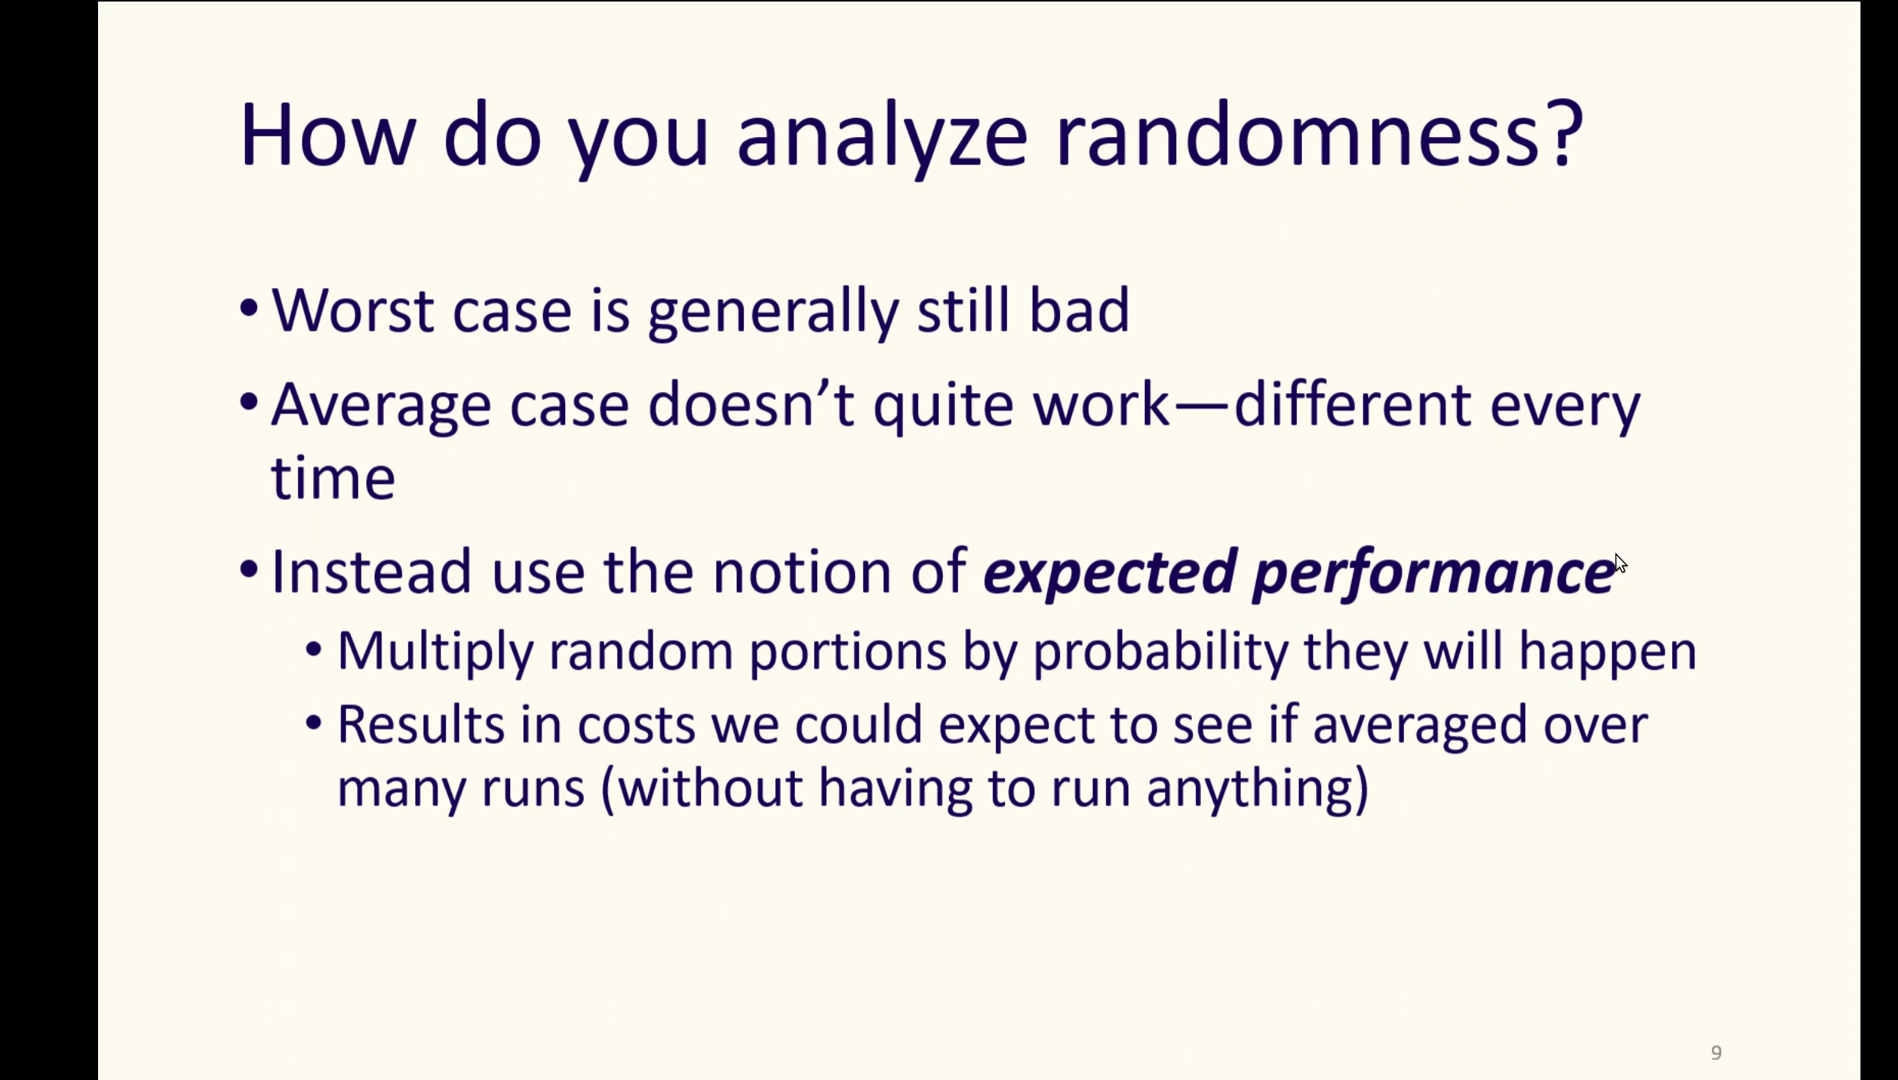 How do you analyze randomness?
• Worst case is generally still bad
• Average case doesn’t quite work—different every
time
• Instead use the notion of expected performance
• Multiply random portions by probability they will happen
• Results in costs we could expect to see if averaged over
many runs (without having to run anything)
9